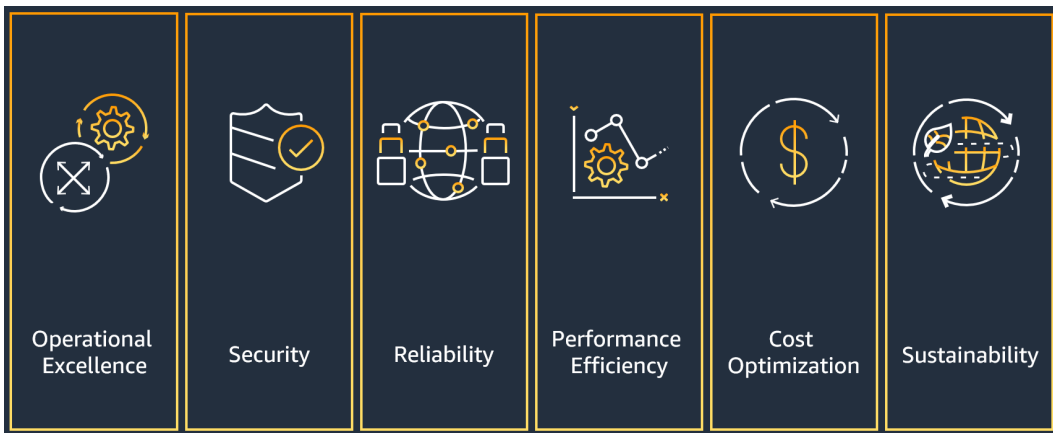 Operational
Excellence
Security
Reliability
Performance
Efficiency
Cost
Optimization
Sustainability